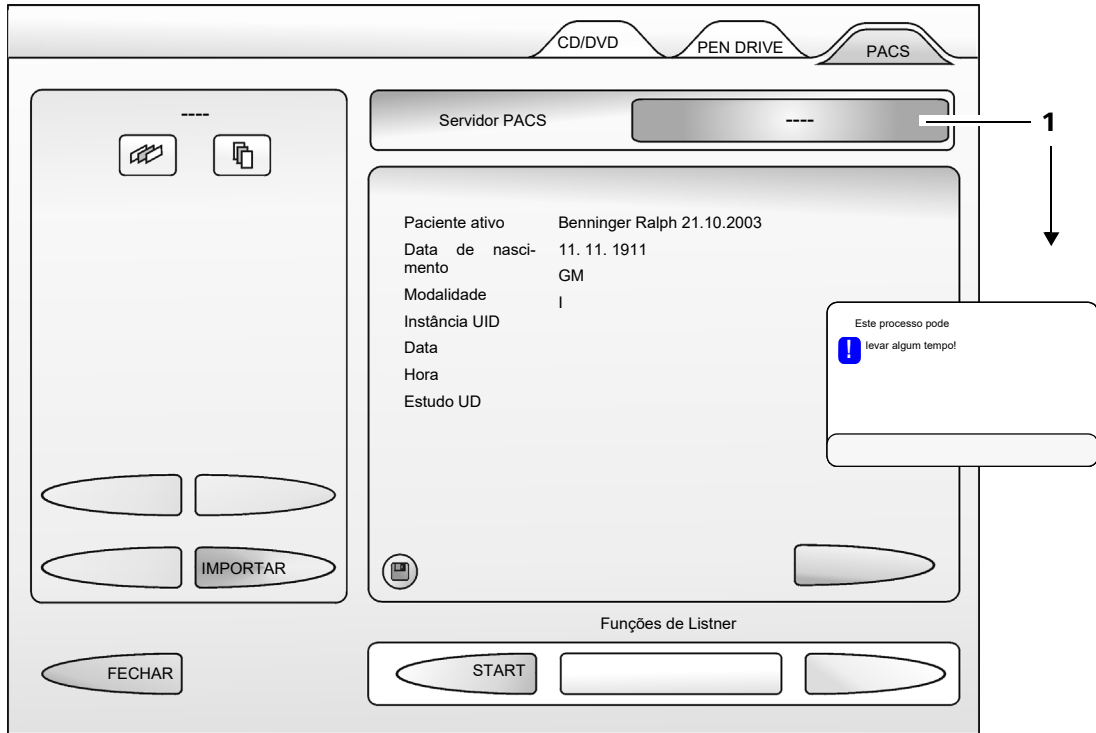 CD/DVD
PEN DRIVE
PACS
----
Servidor PACS
----
1
Paciente ativo Benninger Ralph 21.10.2003
Data de nasci-
mento
11. 11. 1911
GM
Modalidade
I
Instância UID
Data
Hora
Estudo UD
Este processo pode
! levar algum tempo!
IMPORTAR
Funções de Listner
FECHAR
START